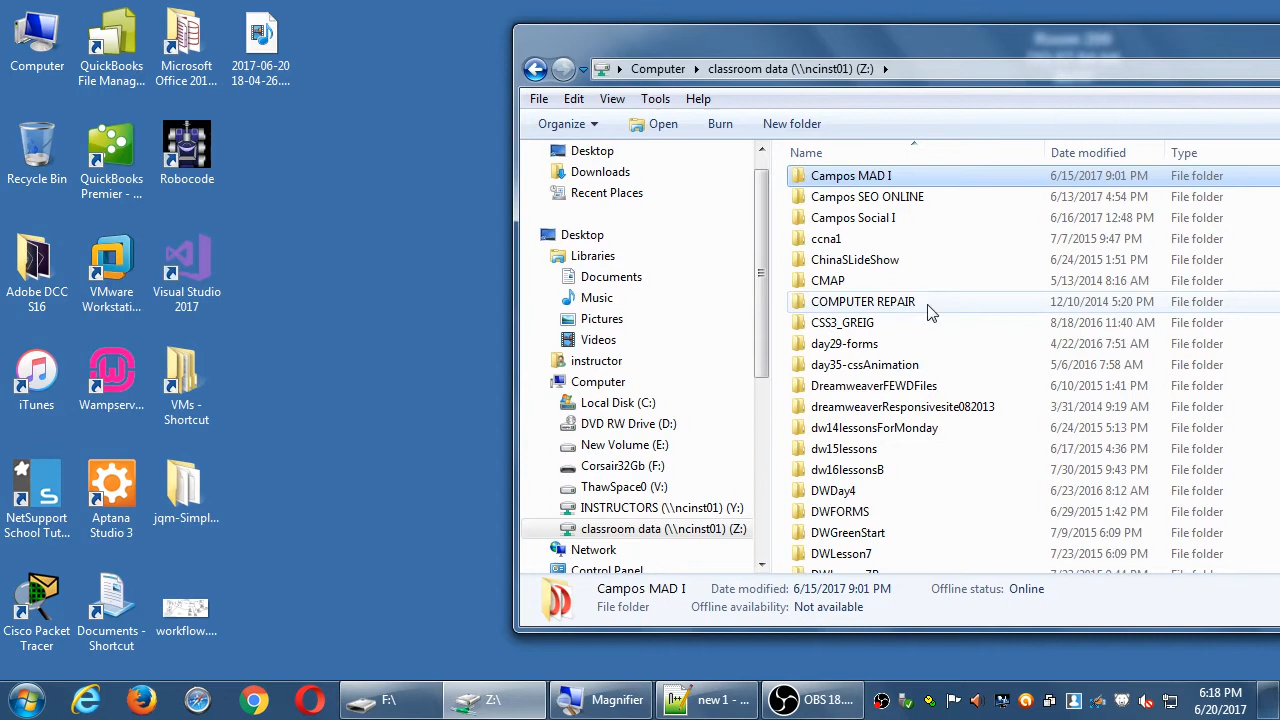 Computer
QuickBooks
File Manag...
Microsoft
Office 201...
2017-06-20
18-04-26....
Recycle Bin
QuickBooks
Premier - ...
Robocode
Adobe DCC
S16
VMware
Workstati...
Visual Studio
2017
iTunes
Wampserv...
VMs -
Shortcut
NetSupport
School Tut...
Aptana
Studio 3
jqm-Simpl...
Cisco Packet
Tracer
Documents -
Shortcut
workflow....
Computer classroom data (\\ncinst01) (Z:)
File Edit View Tools Help
Organize Open Burn New folder
Desktop
Downloads
Recent Places
Desktop
Libraries
Documents
Music
Pictures
Videos
instructor
Computer
Local Disk (C:)
DVD RW Drive (D:)
New Volume (E:)
Corsair32Gb (F:)
ThawSpace0 (V:)
INSTRUCTORS (\\ncinst01) (Y:)
classroom data (\\ncinst01) (Z:)
Network
Control Panel
Name Date modified Type
Campos MAD I 6/15/2017 9:01 PM File folder
Campos SEO ONLINE 6/13/2017 4:54 PM File folder
Campos Social I 6/16/2017 12:48 PM File folder
ccna1 7/7/2015 9:47 PM File folder
ChinaSLideShow 6/24/2015 1:51 PM File folder
CMAP 5/13/2014 8:16 AM File folder
COMPUTER REPAIR 12/10/2014 5:20 PM File folder
CSS3_GREIG 8/18/2016 11:40 AM File folder
day29-forms 4/22/2016 7:51 AM File folder
day35-cssAnimation 5/6/2016 7:58 AM File folder
DreamweaverFEWDFiles 6/10/2015 1:41 PM File folder
dreamweaverResponsivesite082013 3/31/2014 9:19 AM File folder
dw14lessonsForMonday 6/24/2015 5:13 PM File folder
dw15lessons 6/17/2015 4:36 PM File folder
dw16lessonsB 7/30/2015 9:43 PM File folder
DWDay4 6/23/2016 8:12 AM File folder
DWFORMS 6/29/2015 1:42 PM File folder
DWGreenStart 7/9/2015 6:09 PM File folder
DWLesson7 7/23/2015 6:09 PM File folder
Campos MAD I Date modified: 6/15/2017 9:01 PM Offline status: Online
File folder Offline availability: Not available
F:\ Z:\ Magnifier new 1 - ... OBS 18....
6:18 PM
6/20/2017